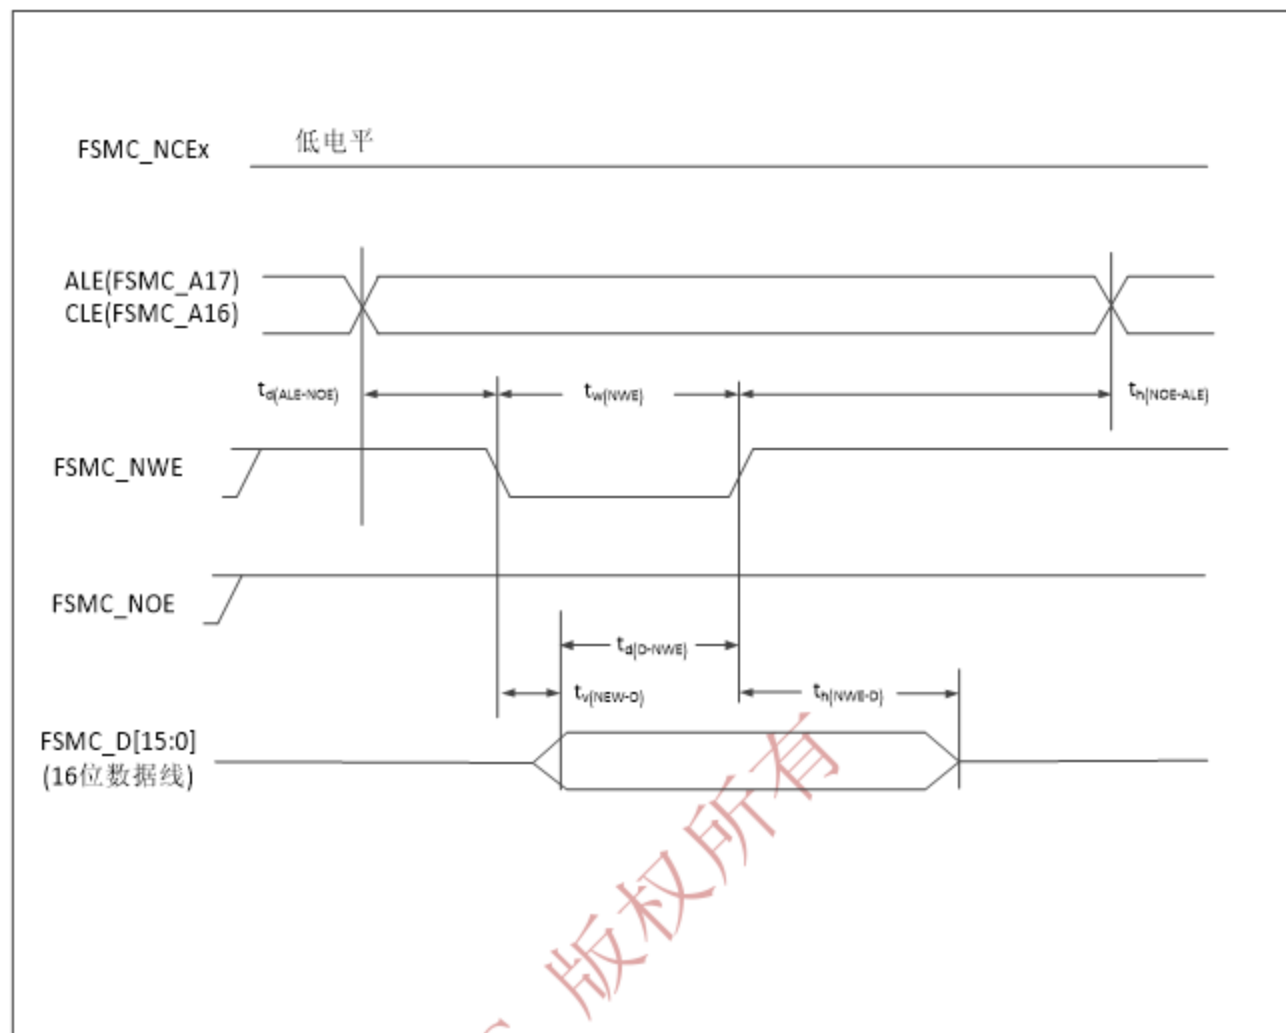 FSMC_NCEx
低电平
ALE(FSMC_A17)
CLE(FSMC_A16)
td(ALE-NOE)
tw(NWE)
th(NOE-ALE)
FSMC_NWE
FSMC_NOE
td(D-NWE)
tv(NEW-D)
th(NWE-D)
FSMC_D[15:0]
(16位数据线)
版权所有